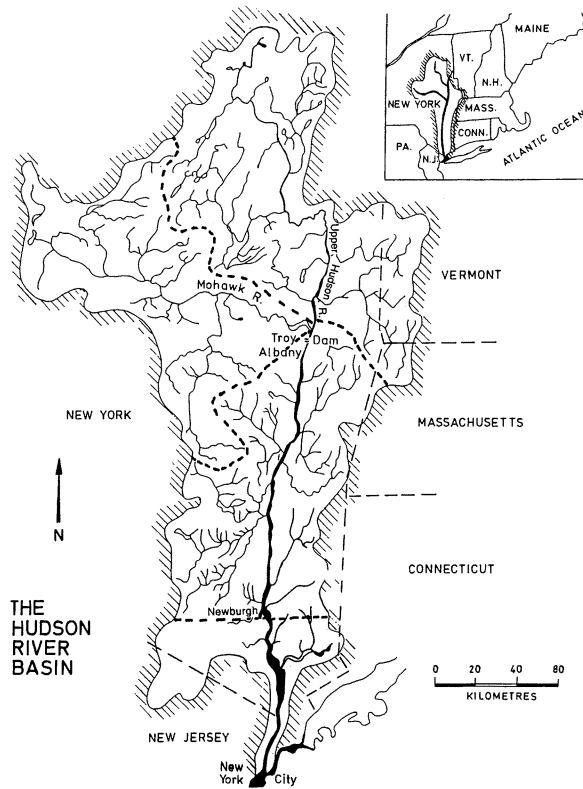 MAINE
VT.
N.H.
NEW YORK
MASS.
CONN.
PA.
N.J.
ATLANTIC OCEAN
Upper Hudson R.
Mohawk R.
VERMONT
Troy Dam
Albany
NEW YORK
MASSACHUSETTS
N
CONNECTICUT
Newburgh
THE
HUDSON
RIVER
BASIN
0 20 40 60 80
KILOMETRES
NEW JERSEY
New
York City